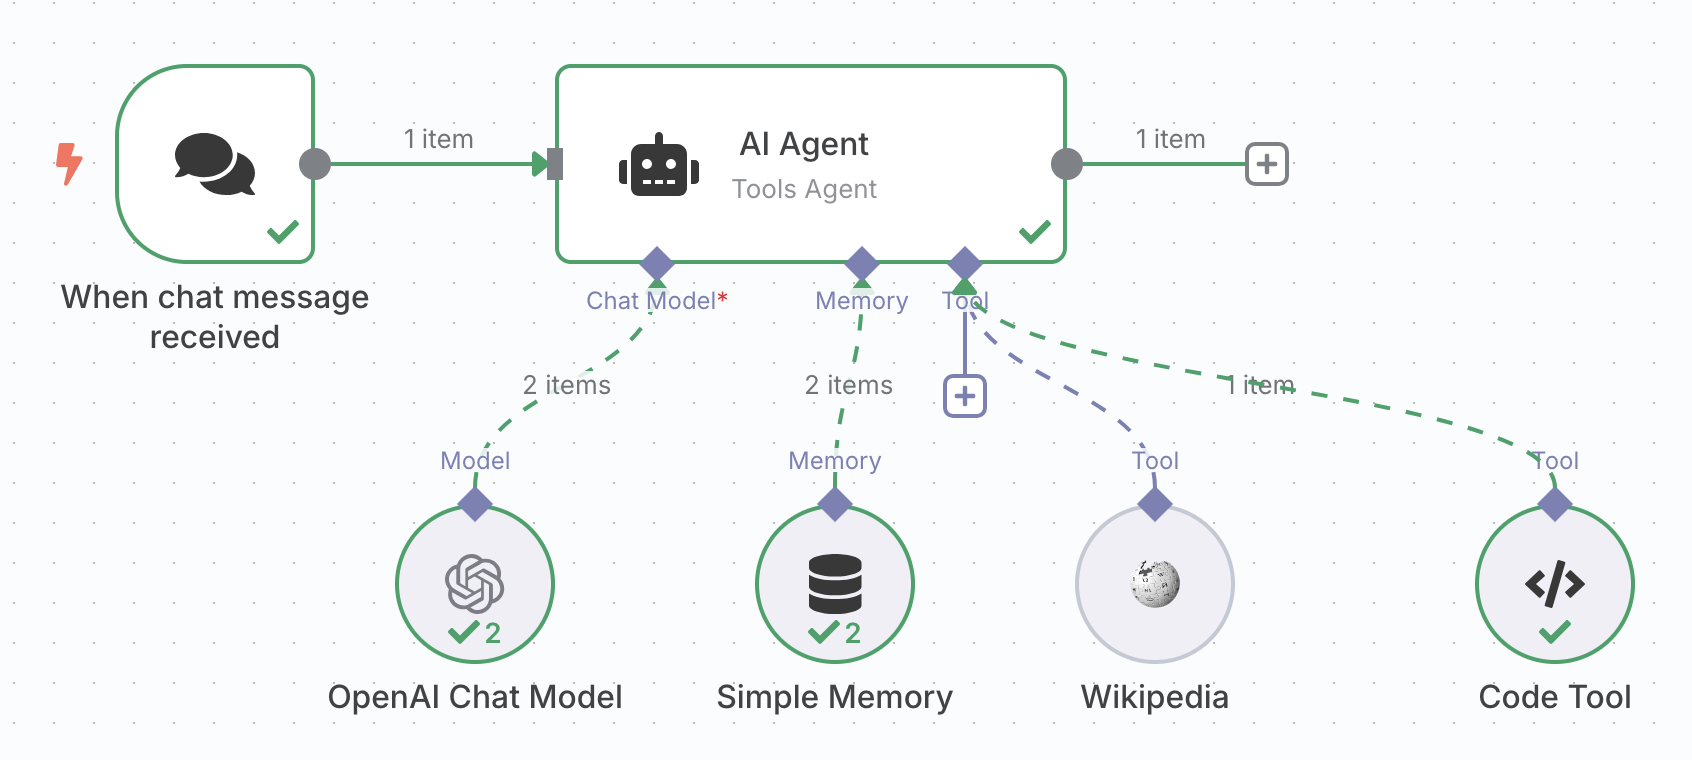 1 item
AI Agent
1 item
Tools Agent
When chat message
received
Chat Model*
Memory
Tool
2 items
2 items
1 item
Model
Memory
Tool
Tool
2
2
OpenAI Chat Model
Simple Memory
Wikipedia
Code Tool